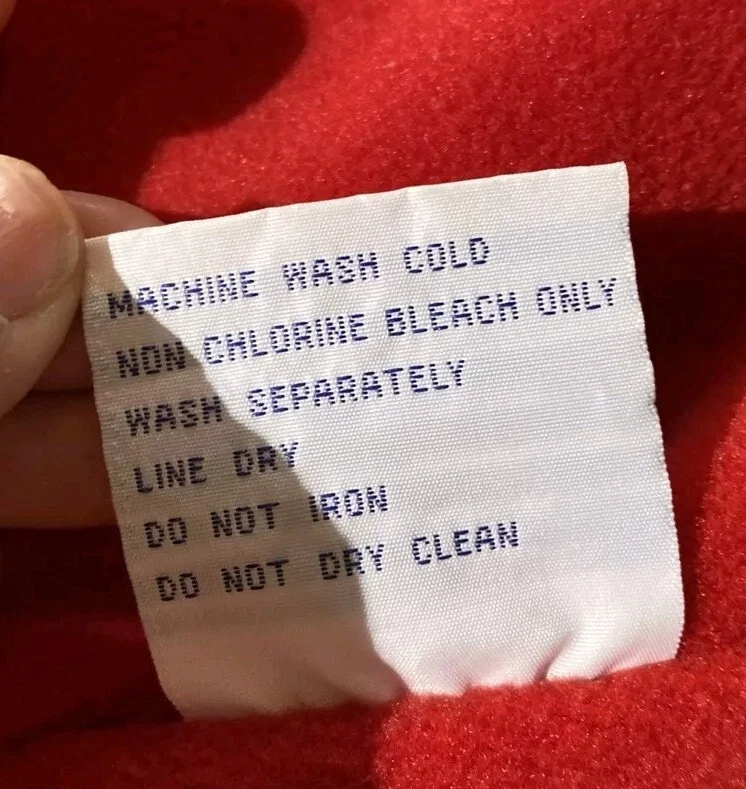 MACHINE WASH COLD
NON CHLORINE BLEACH ONLY
WASH SEPARATELY
LINE DRY
DO NOT IRON
DO NOT DRY CLEAN